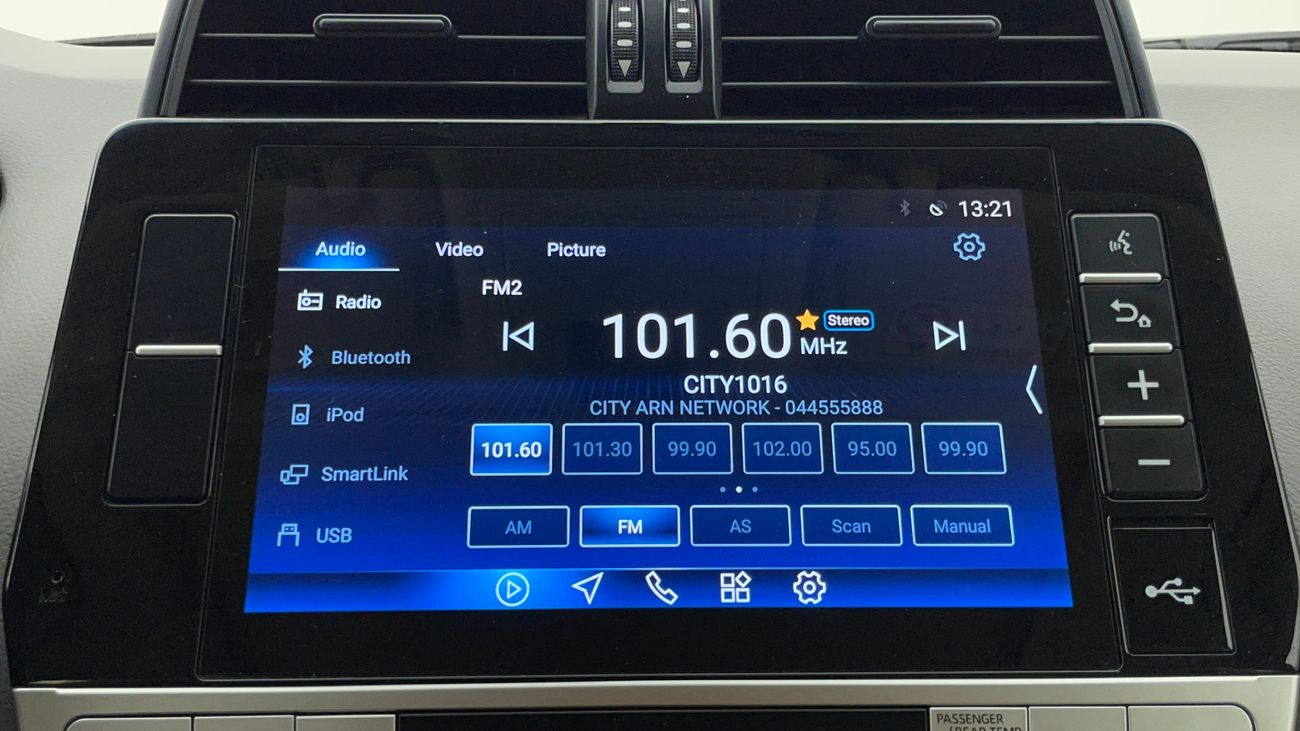 13:21
Audio Video Picture
FM2
Radio
101.60 Stereo
MHz
Bluetooth
CITY1016
CITY ARN NETWORK - 044555888
iPod
101.60 101.30 99.90 102.00 95.00 99.90
SmartLink
AM FM AS Scan Manual
USB
PASSENGER
/REAR TEMP